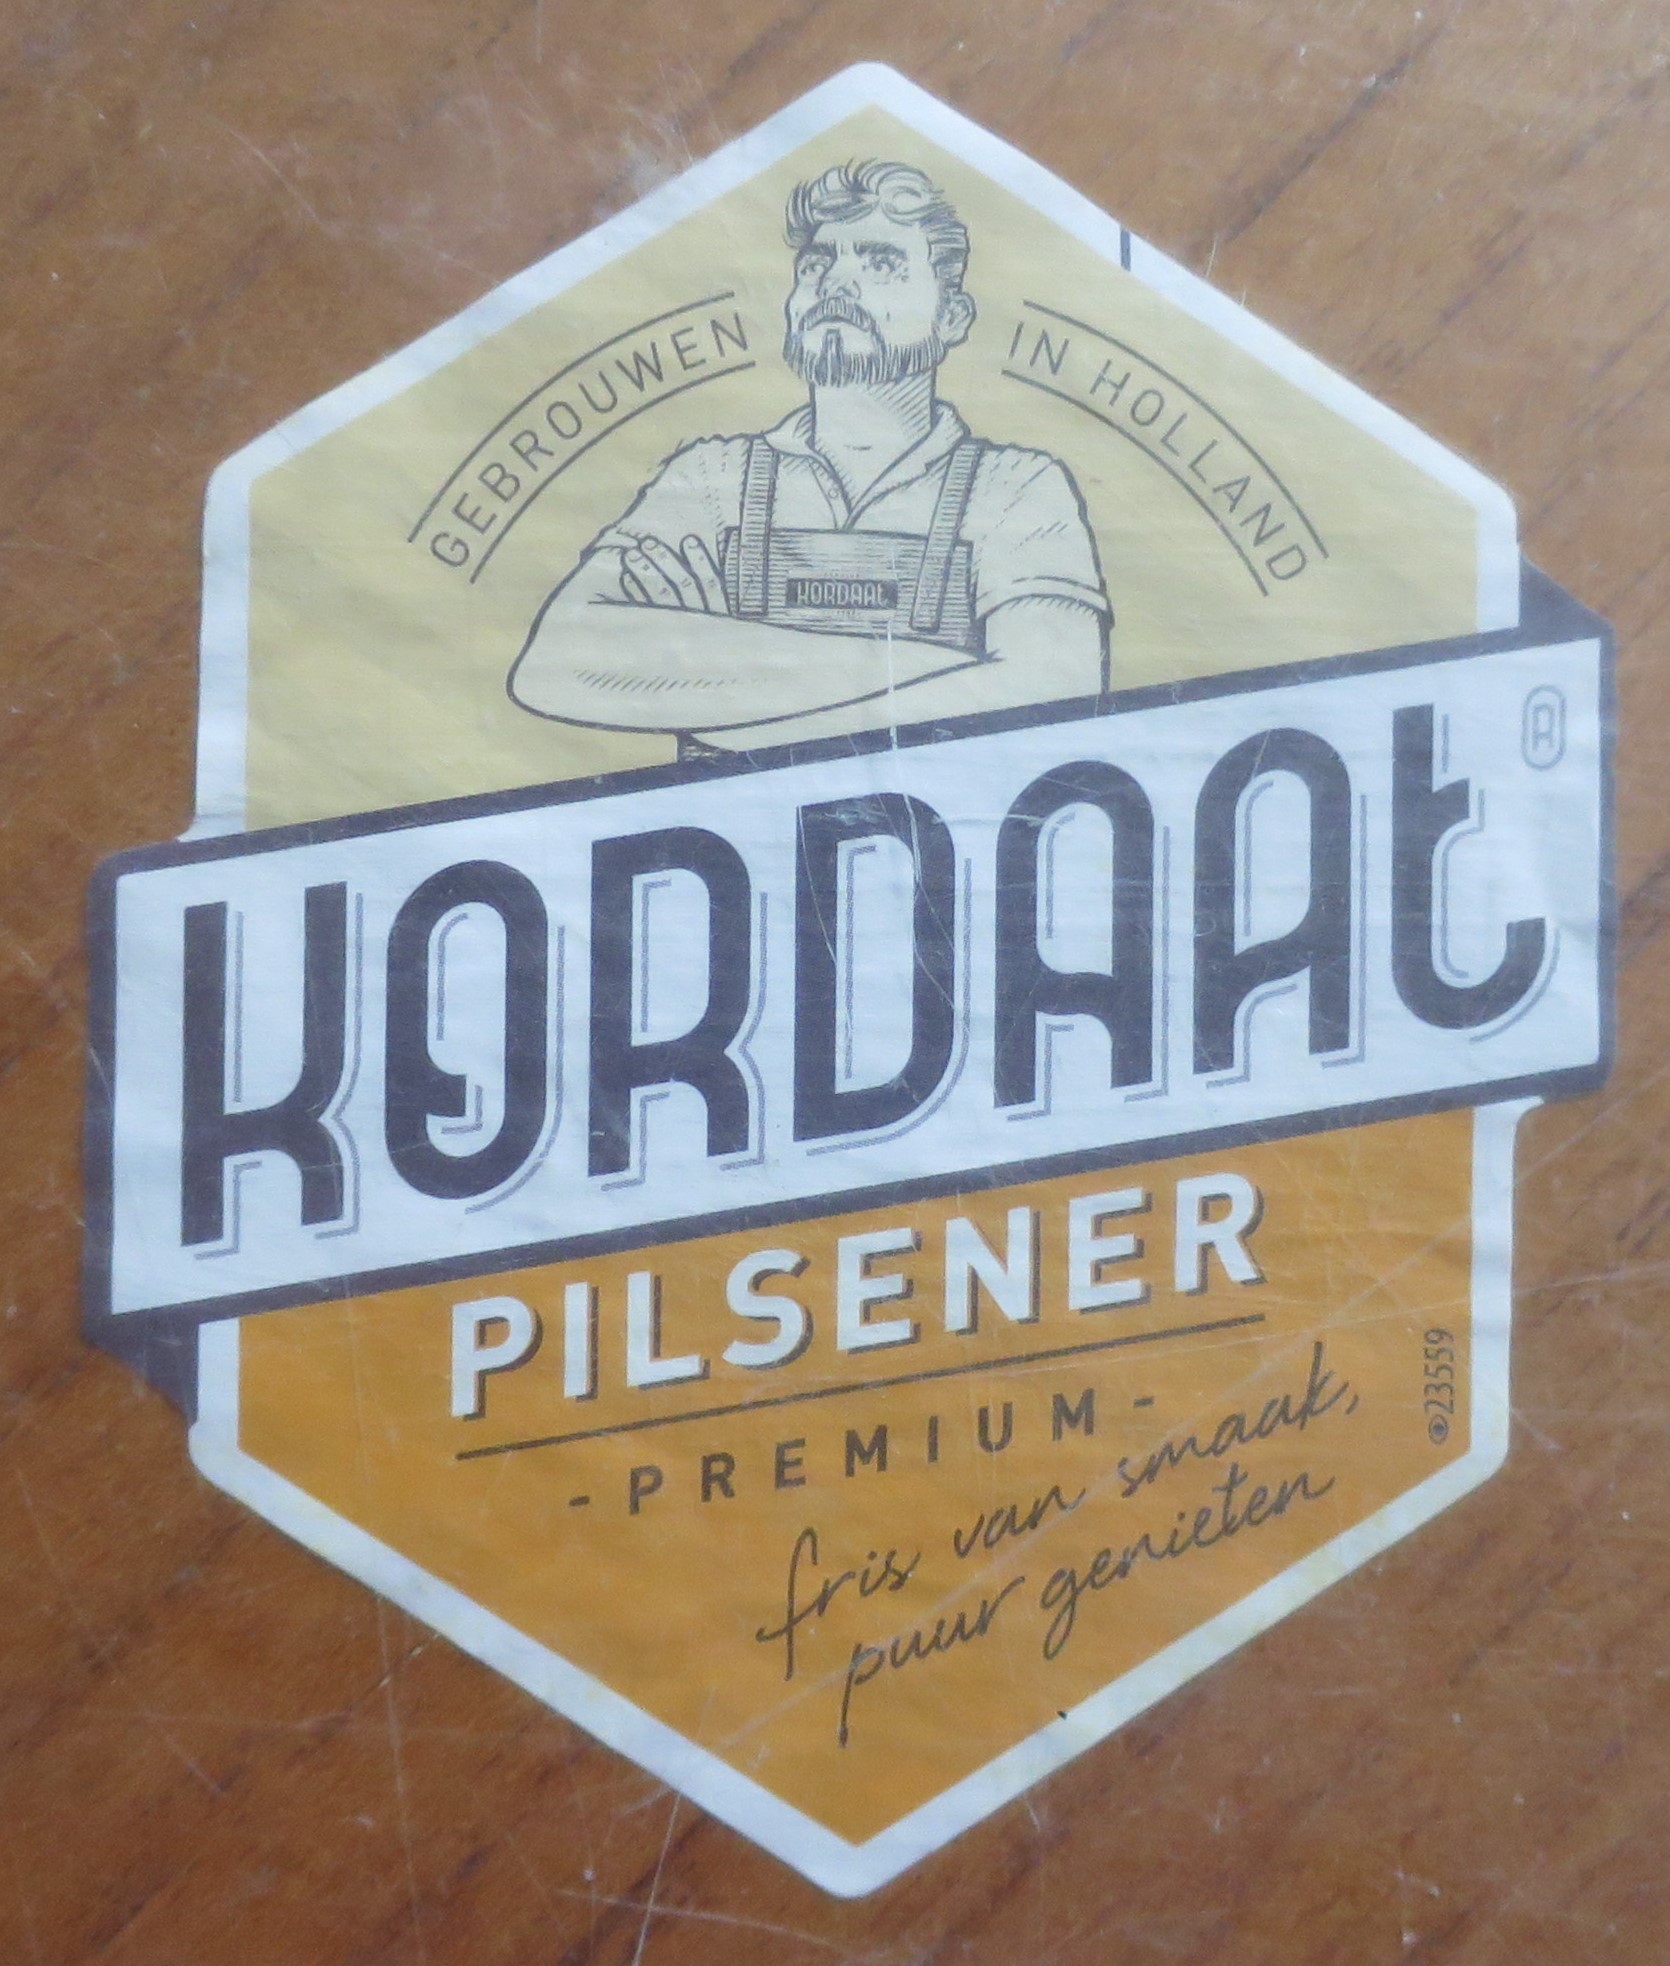 GEBROUWEN IN HOLLAND
KORDAAt
KORDAAt ®
PILSENER
- PREMIUM -
fris van smaak,
puur genieten
23559